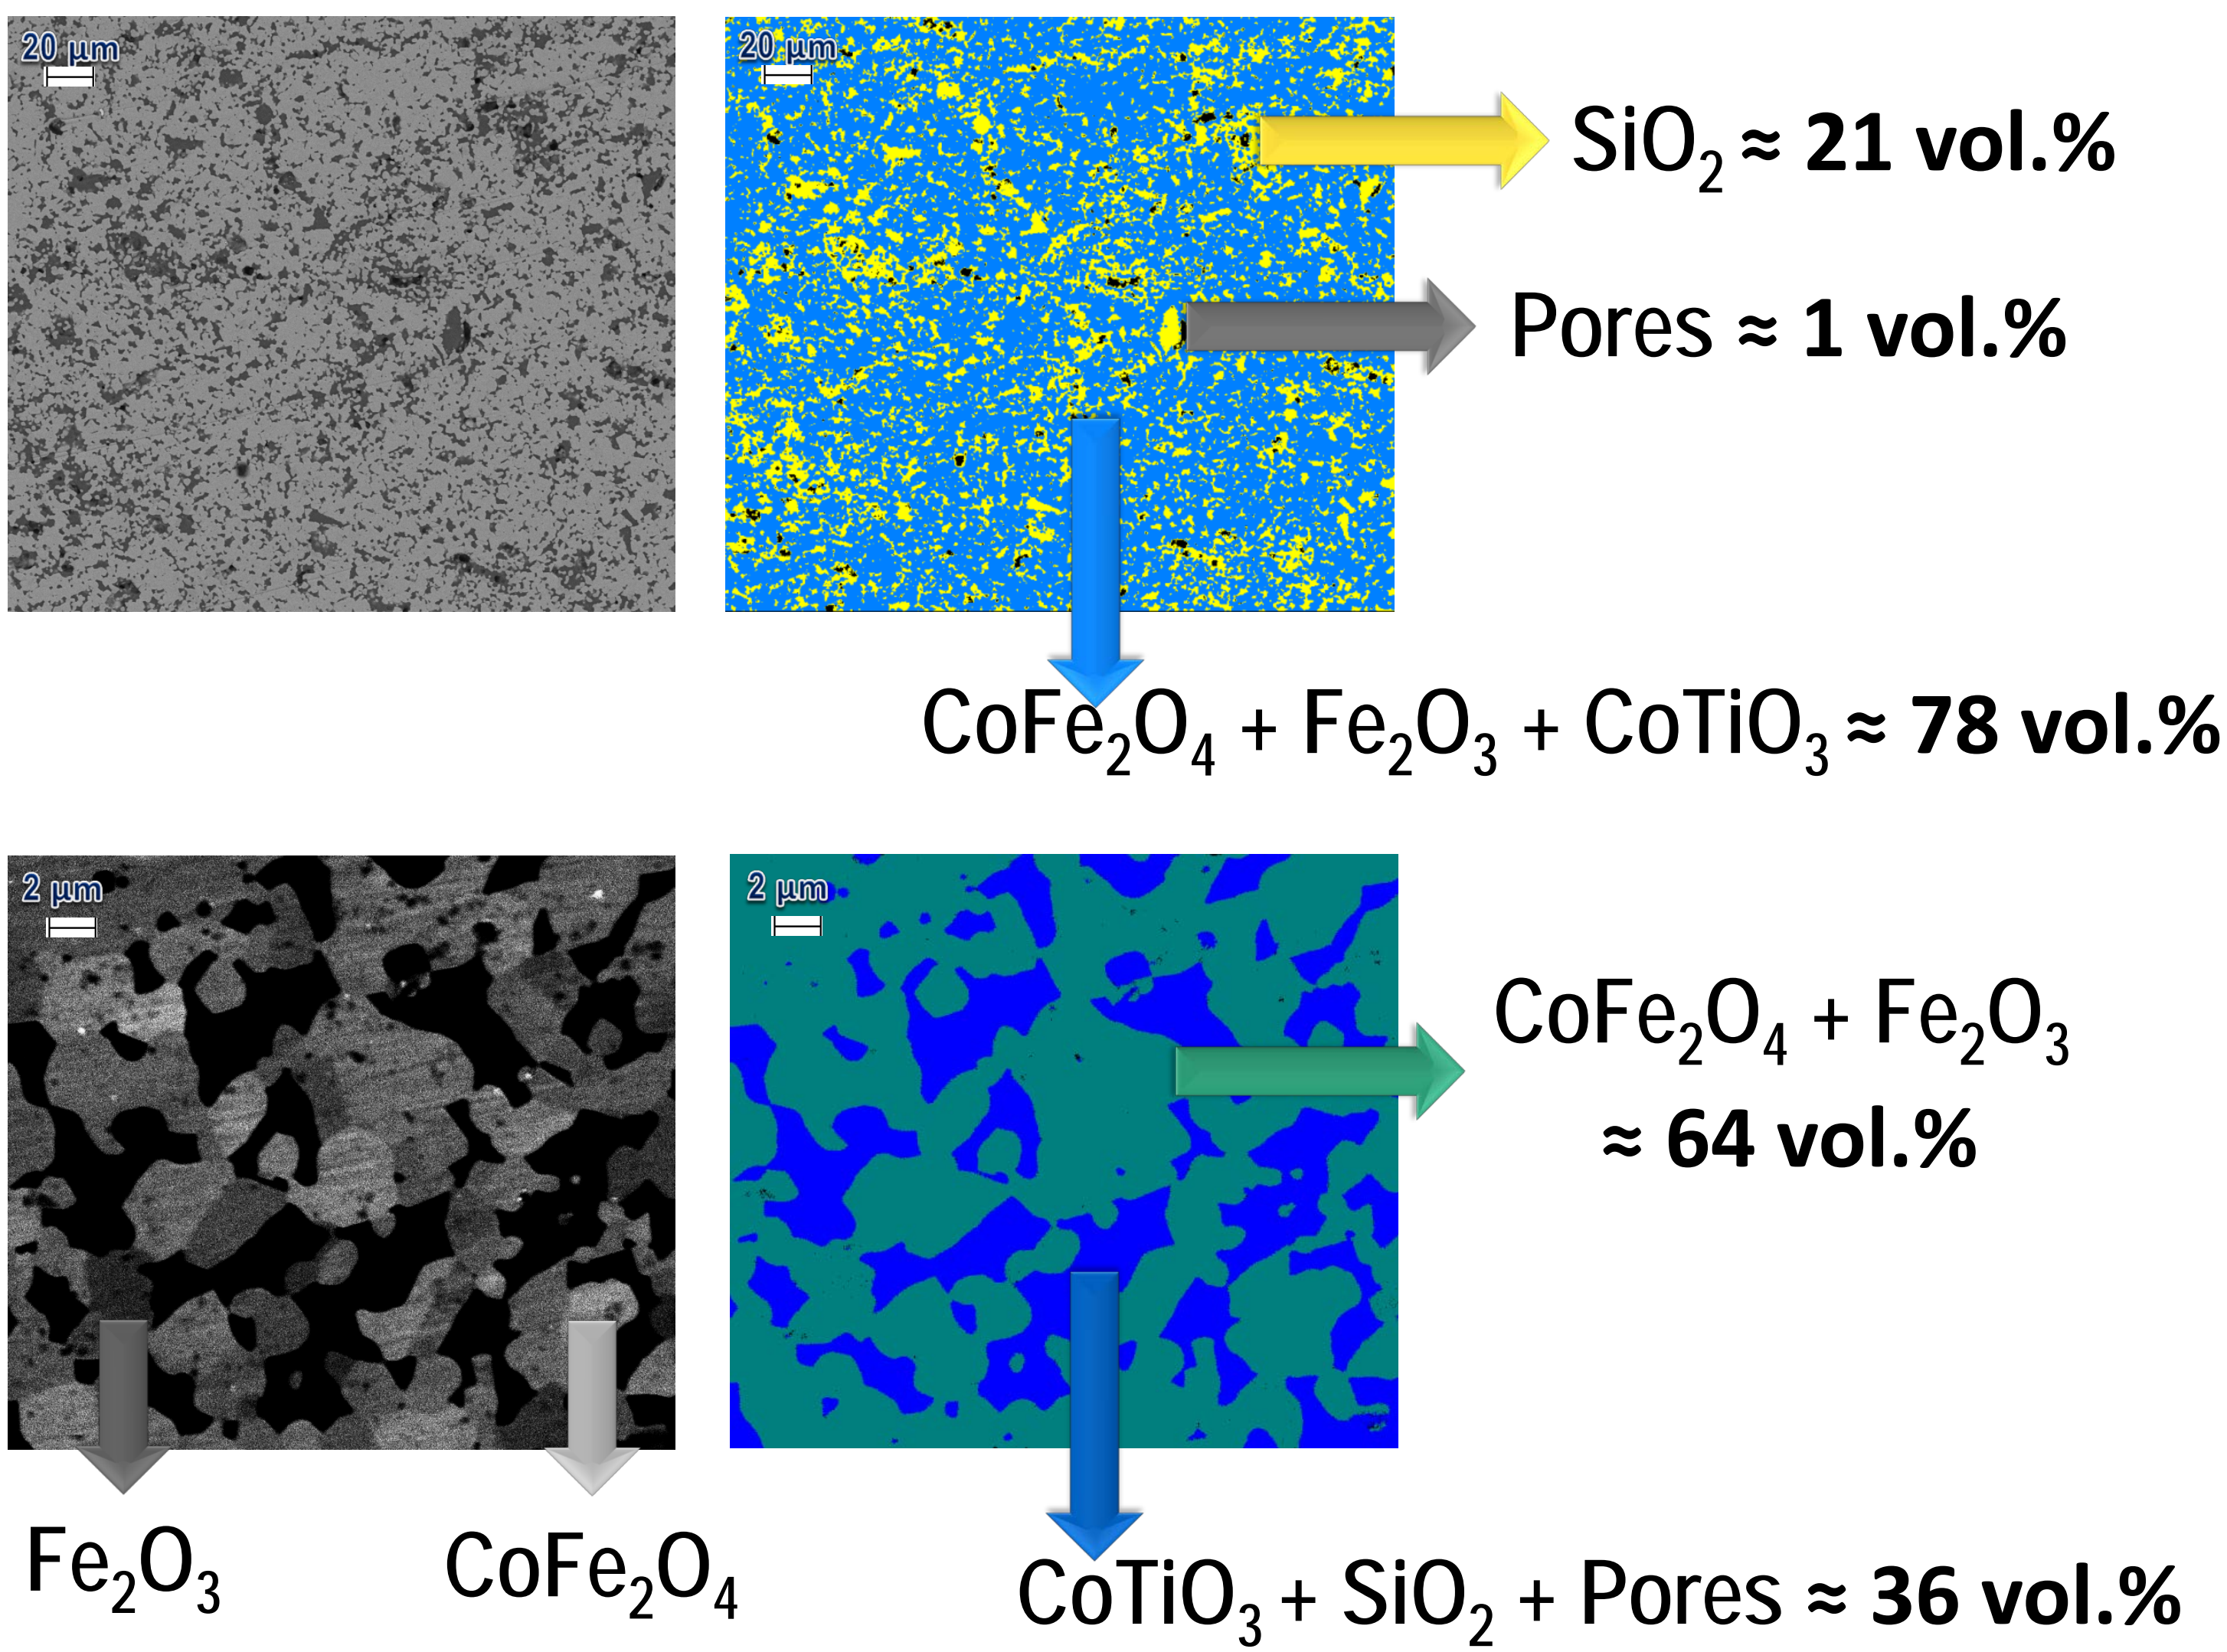 20 µm
20 µm
SiO₂ ≈ 21 vol.%
Pores ≈ 1 vol.%
CoFe₂O₄ + Fe₂O₃ + CoTiO₃ ≈ 78 vol.%
2 µm
2 µm
CoFe₂O₄ + Fe₂O₃
≈ 64 vol.%
Fe₂O₃
CoFe₂O₄
CoTiO₃ + SiO₂ + Pores ≈ 36 vol.%